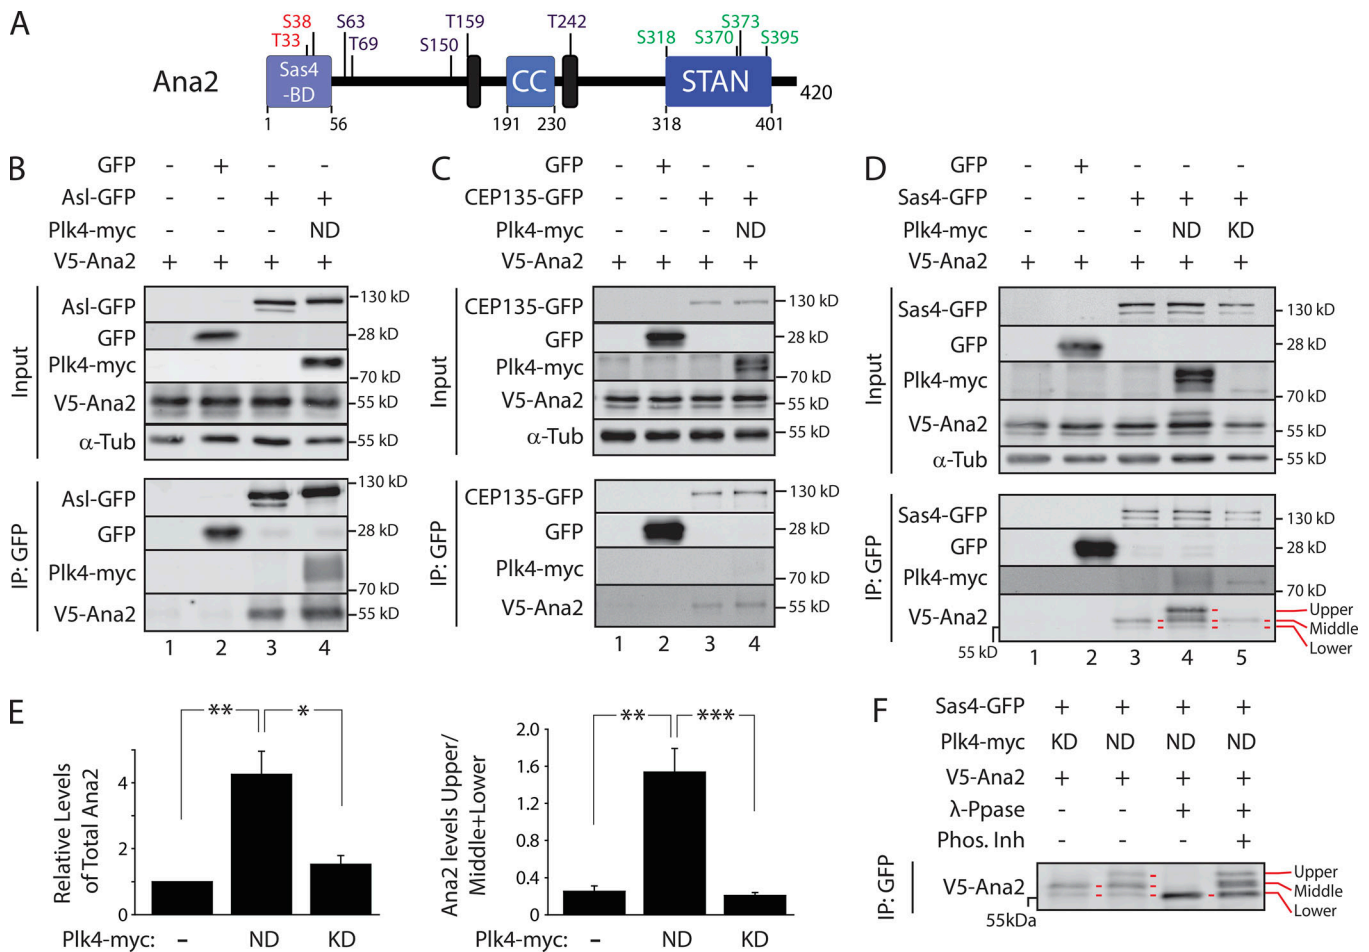 A
S38 S63 T159 T242 S373
T33 T69 S150 S318 S370 S395
Ana2
Sas4
-BD
CC
STAN
420
1 56 191 230 318 401
B
GFP - + - -
Asl-GFP - - + +
Plk4-myc - - - ND
V5-Ana2 + + + +
Input
Asl-GFP 130 kD
GFP 28 kD
Plk4-myc 70 kD
V5-Ana2 55 kD
α-Tub 55 kD
IP: GFP
Asl-GFP 130 kD
GFP 28 kD
Plk4-myc 70 kD
V5-Ana2 55 kD
1 2 3 4
C
GFP - + - -
CEP135-GFP - - + +
Plk4-myc - - - ND
V5-Ana2 + + + +
Input
CEP135-GFP 130 kD
GFP 28 kD
Plk4-myc 70 kD
V5-Ana2 55 kD
α-Tub 55 kD
IP: GFP
CEP135-GFP 130 kD
GFP 28 kD
Plk4-myc 70 kD
V5-Ana2 55 kD
1 2 3 4
D
GFP - + - - -
Sas4-GFP - - + + +
Plk4-myc - - - ND KD
V5-Ana2 + + + + +
Input
Sas4-GFP 130 kD
GFP 28 kD
Plk4-myc 70 kD
V5-Ana2 55 kD
α-Tub 55 kD
IP: GFP
Sas4-GFP 130 kD
GFP 28 kD
Plk4-myc 70 kD
V5-Ana2 Upper
Middle
55 kD Lower
1 2 3 4 5
E
Relative Levels
of Total Ana2
4
2
1
0
** *
Plk4-myc: - ND KD
Ana2 levels Upper/
Middle+Lower
2.0
1.6
1.2
0.8
0.4
0
** ***
Plk4-myc: - ND KD
F
Sas4-GFP + + + +
Plk4-myc KD ND ND ND
V5-Ana2 + + + +
λ-Ppase - - + +
Phos. Inh - - - +
IP: GFP
V5-Ana2 Upper
Middle
55kDa Lower